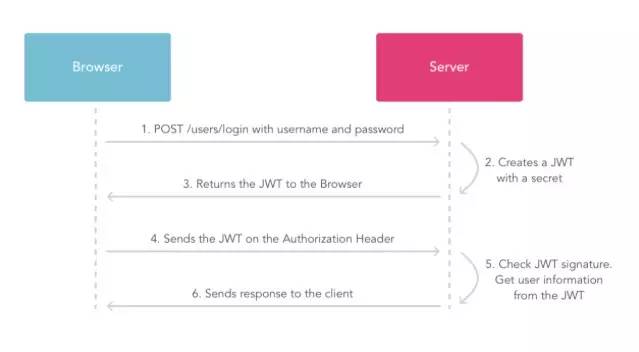 Browser
Server
1. POST /users/login with username and password
2. Creates a JWT
with a secret
3. Returns the JWT to the Browser
4. Sends the JWT on the Authorization Header
5. Check JWT signature.
Get user information
from the JWT
6. Sends response to the client